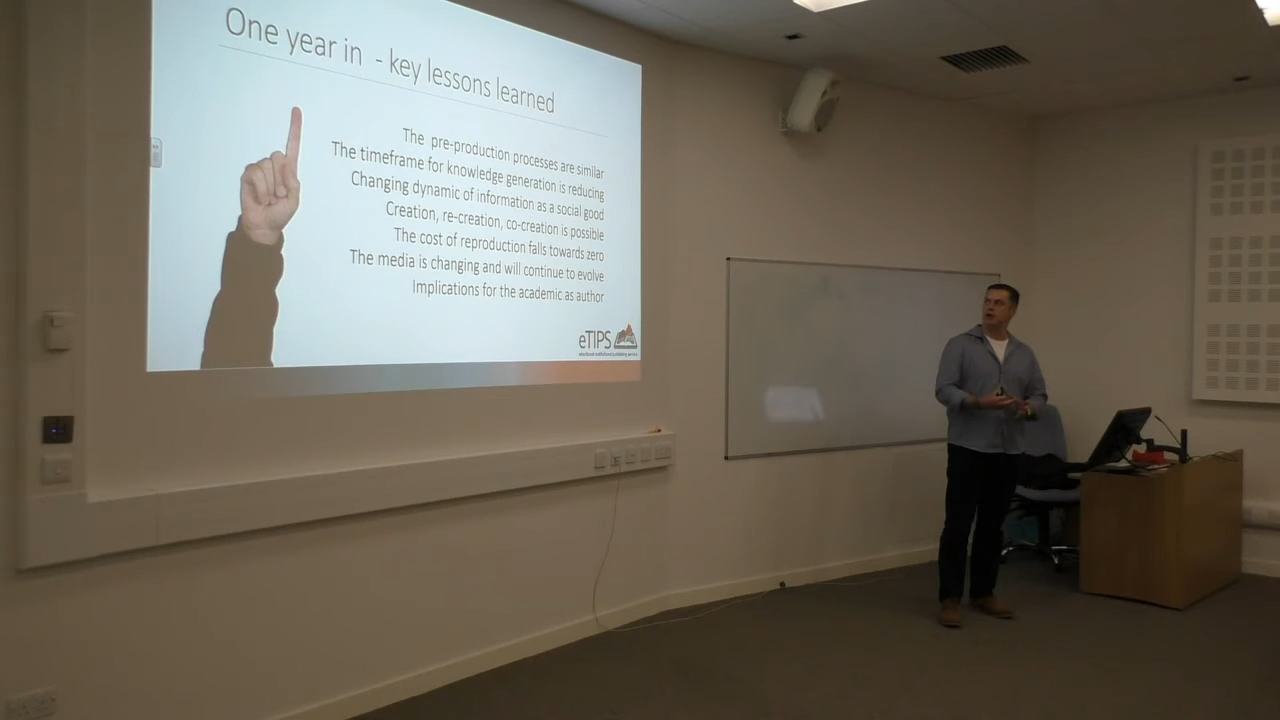 One year in - key lessons learned
The pre-production processes are similar
The timeframe for knowledge generation is reducing
Changing dynamic of information as a social good
Creation, re-creation, co-creation is possible
The cost of reproduction falls towards zero
The media is changing and will continue to evolve
Implications for the academic as author
eTIPS